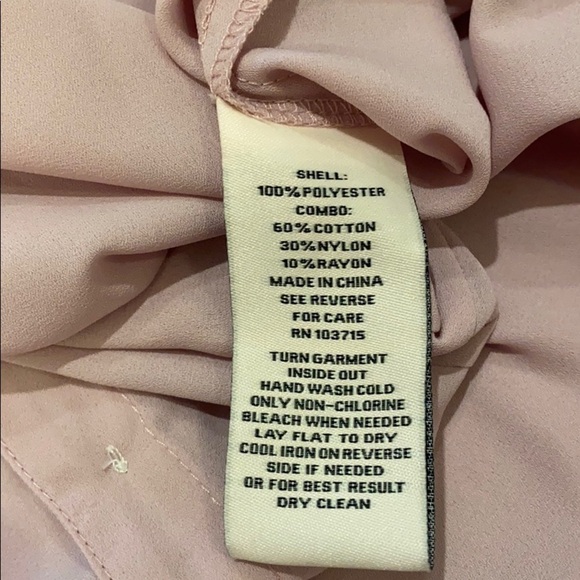 SHELL:
100% POLYESTER
COMBO:
60% COTTON
30% NYLON
10% RAYON
MADE IN CHINA
SEE REVERSE
FOR CARE
RN 103715
TURN GARMENT
INSIDE OUT
HAND WASH COLD
ONLY NON-CHLORINE
BLEACH WHEN NEEDED
LAY FLAT TO DRY
COOL IRON ON REVERSE
SIDE IF NEEDED
OR FOR BEST RESULT
DRY CLEAN